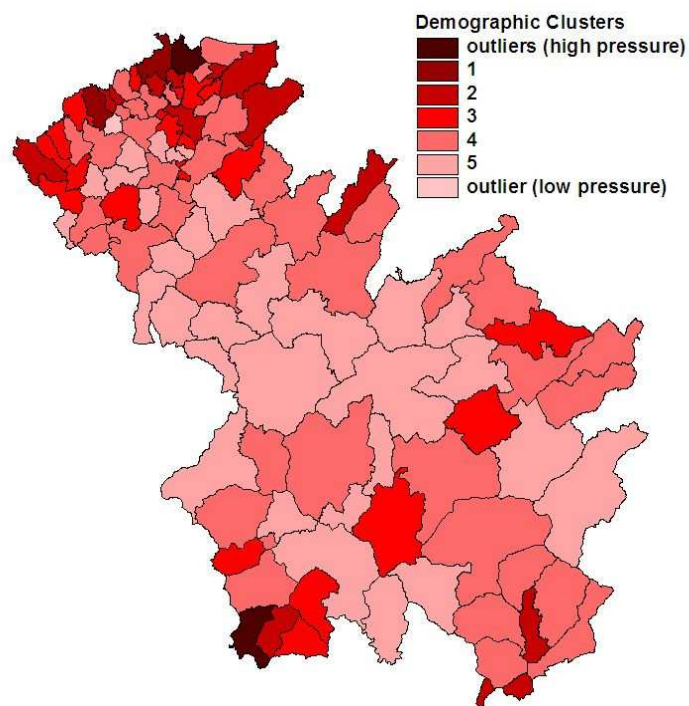 Demographic Clusters
outliers (high pressure)
1
2
3
4
5
outlier (low pressure)